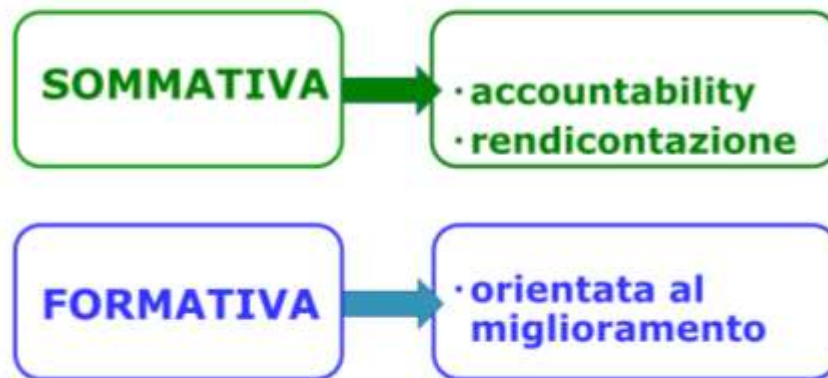 SOMMATIVA
· accountability
· rendicontazione
FORMATIVA
· orientata al
miglioramento